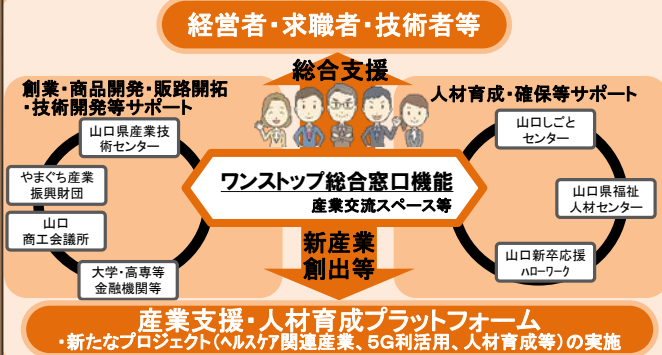 経営者・求職者・技術者等
総合支援
創業・商品開発・販路開拓
・技術開発等サポート
山口県産業技
術センター
やまぐち産業
振興財団
山口
商工会議所
大学・高専等
金融機関等
人材育成・確保等サポート
山口しごと
センター
山口県福祉
人材センター
山口新卒応援
ハローワーク
ワンストップ総合窓口機能
産業交流スペース等
新産業
創出等
産業支援・人材育成プラットフォーム
・新たなプロジェクト（ヘルスケア関連産業、５Ｇ利活用、人材育成等）の実施